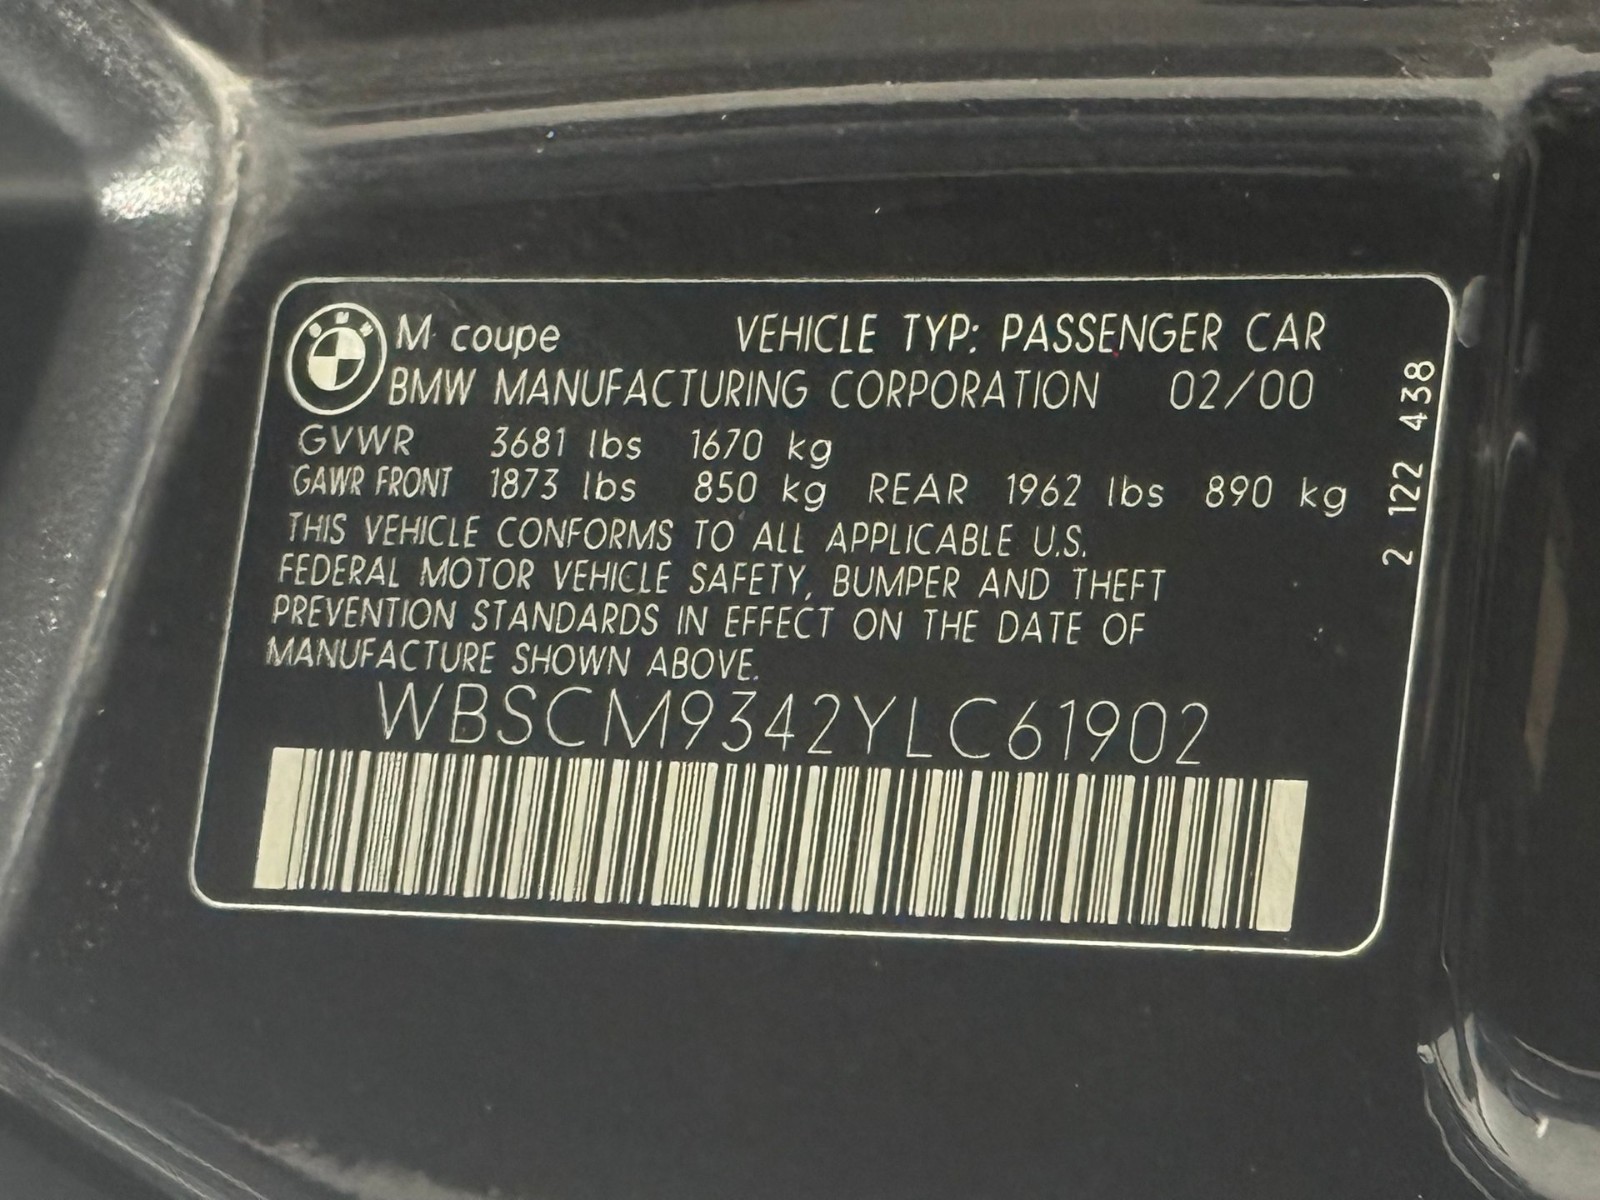 BMW
M coupe VEHICLE TYP: PASSENGER CAR
BMW MANUFACTURING CORPORATION 02/00
GVWR 3681 lbs 1670 kg
GAWR FRONT 1873 lbs 850 kg REAR 1962 lbs 890 kg
THIS VEHICLE CONFORMS TO ALL APPLICABLE U.S.
FEDERAL MOTOR VEHICLE SAFETY, BUMPER AND THEFT
PREVENTION STANDARDS IN EFFECT ON THE DATE OF
MANUFACTURE SHOWN ABOVE.
WBSCM9342YLC61902
2 122 438